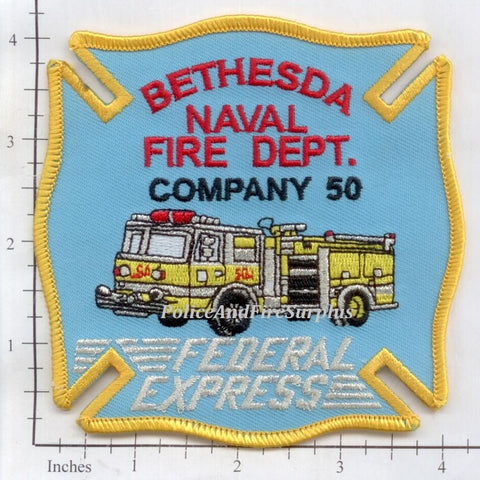 4
3
2
1
BETHESDA
NAVAL
FIRE DEPT.
COMPANY 50
PoliceAndFireSurplus
FEDERAL
EXPRESS
Inches 1 2 3 4